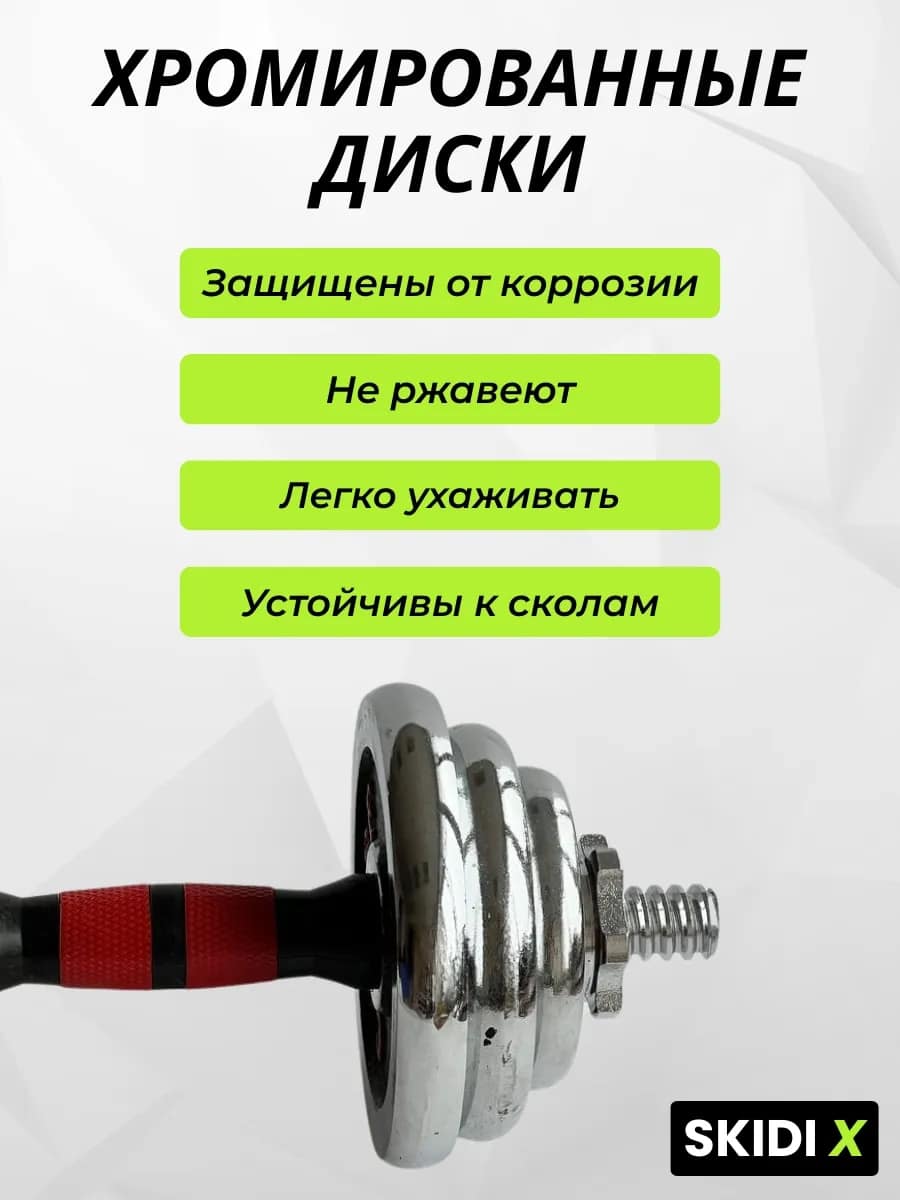 ХРОМИРОВАННЫЕ
ДИСКИ
Защищены от коррозии
Не ржавеют
Легко ухаживать
Устойчивы к сколам
SKIDI X